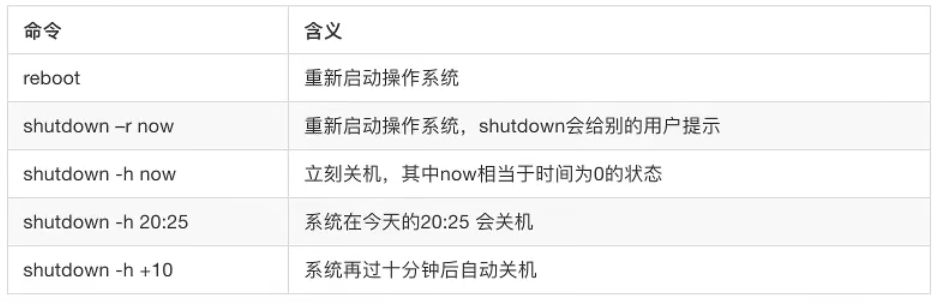 命令 含义
reboot 重新启动操作系统
shutdown –r now 重新启动操作系统，shutdown会给别的用户提示
shutdown -h now 立刻关机，其中now相当于时间为0的状态
shutdown -h 20:25 系统在今天的20:25 会关机
shutdown -h +10 系统再过十分钟后自动关机